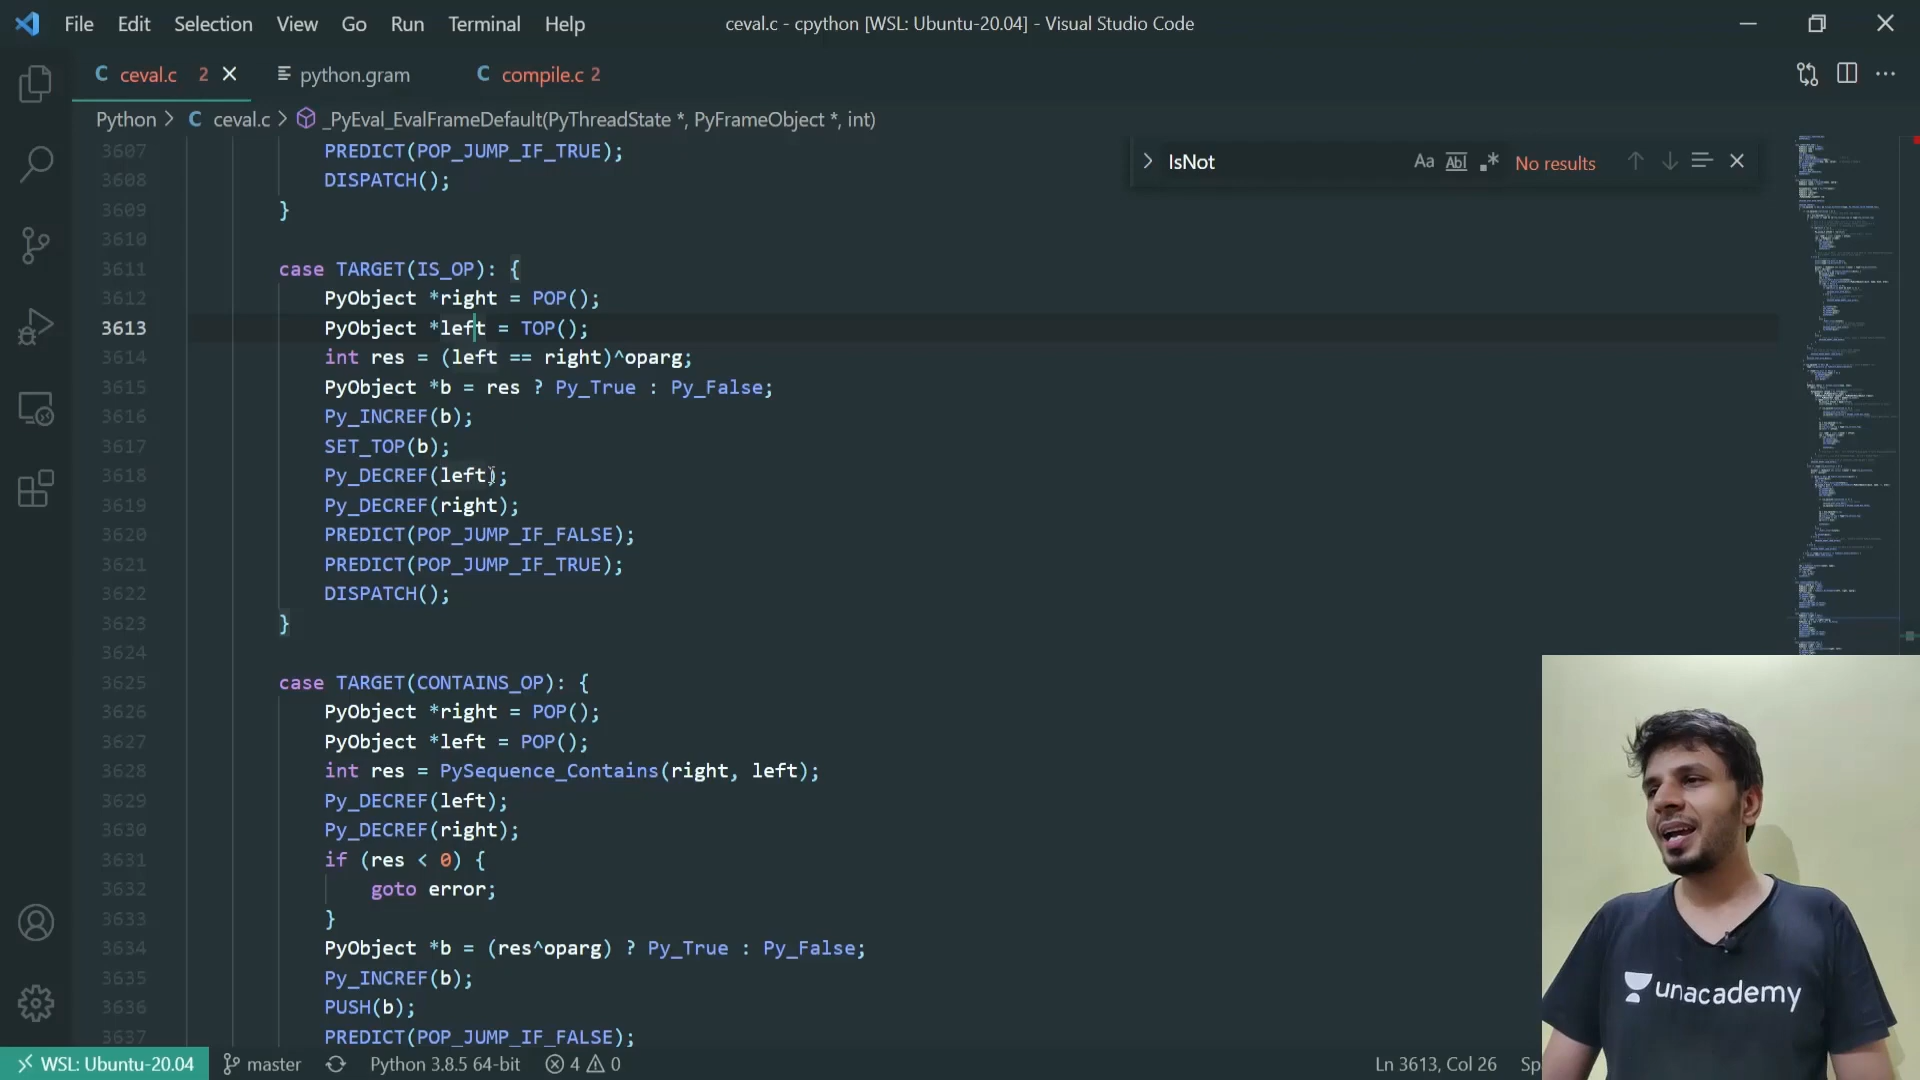 File Edit Selection View Go Run Terminal Help
ceval.c - cpython [WSL: Ubuntu-20.04] - Visual Studio Code
C ceval.c 2 python.gram C compile.c 2
Python > C ceval.c > _PyEval_EvalFrameDefault(PyThreadState *, PyFrameObject *, int)
IsNot Aa Abl .* No results
3607 PREDICT(POP_JUMP_IF_TRUE);
3608 DISPATCH();
3609 }
3610
3611 case TARGET(IS_OP): {
3612 PyObject *right = POP();
3613 PyObject *left = TOP();
3614 int res = (left == right)^oparg;
3615 PyObject *b = res ? Py_True : Py_False;
3616 Py_INCREF(b);
3617 SET_TOP(b);
3618 Py_DECREF(left);
3619 Py_DECREF(right);
3620 PREDICT(POP_JUMP_IF_FALSE);
3621 PREDICT(POP_JUMP_IF_TRUE);
3622 DISPATCH();
3623 }
3624
3625 case TARGET(CONTAINS_OP): {
3626 PyObject *right = POP();
3627 PyObject *left = POP();
3628 int res = PySequence_Contains(right, left);
3629 Py_DECREF(left);
3630 Py_DECREF(right);
3631 if (res < 0) {
3632 goto error;
3633 }
3634 PyObject *b = (res^oparg) ? Py_True : Py_False;
3635 Py_INCREF(b);
3636 PUSH(b);
3637 PREDICT(POP_JUMP_IF_FALSE);
unacademy
WSL: Ubuntu-20.04 master Python 3.8.5 64-bit 4 0 Ln 3613, Col 26 Sp